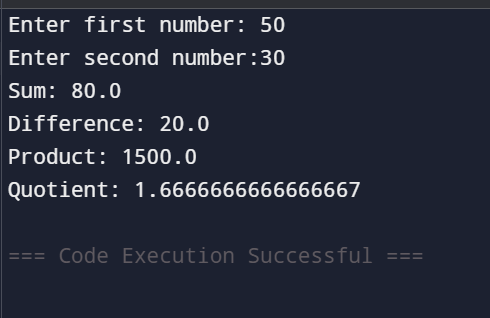 Enter first number: 50
Enter second number:30
Sum: 80.0
Difference: 20.0
Product: 1500.0
Quotient: 1.6666666666666667
=== Code Execution Successful ===